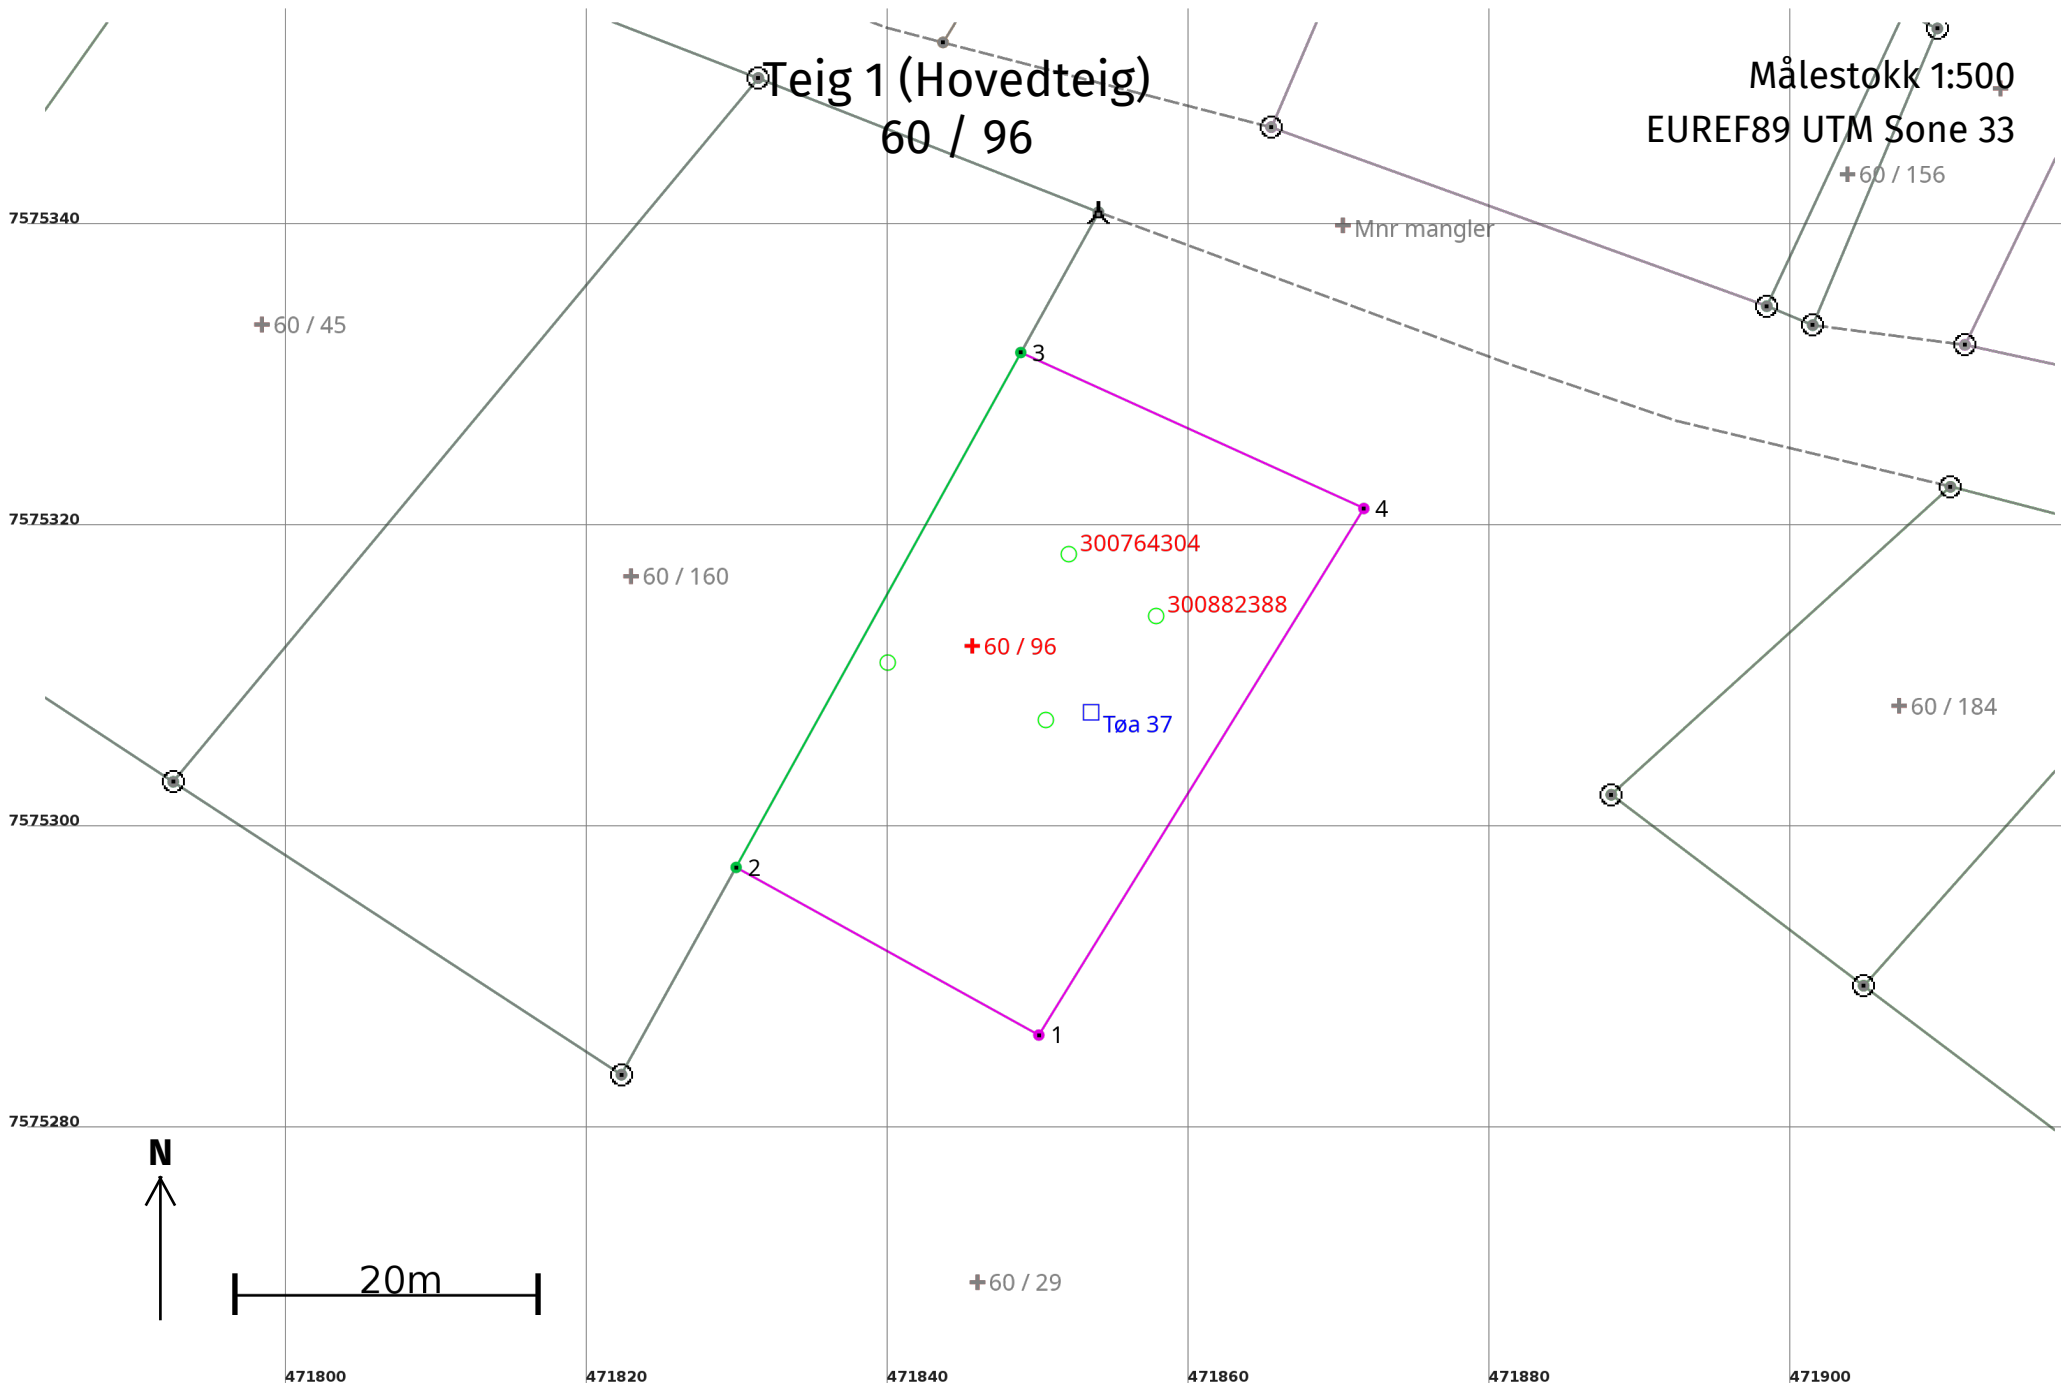 Teig 1 (Hovedteig)
60 / 96
Målestokk 1:500
EUREF89 UTM Sone 33
60 / 156
7575340
Mnr mangler
60 / 45
3
4
7575320
300764304
60 / 160
300882388
60 / 96
60 / 184
Tøa 37
7575300
2
1
7575280
N
20m
60 / 29
471800
471820
471840
471860
471880
471900